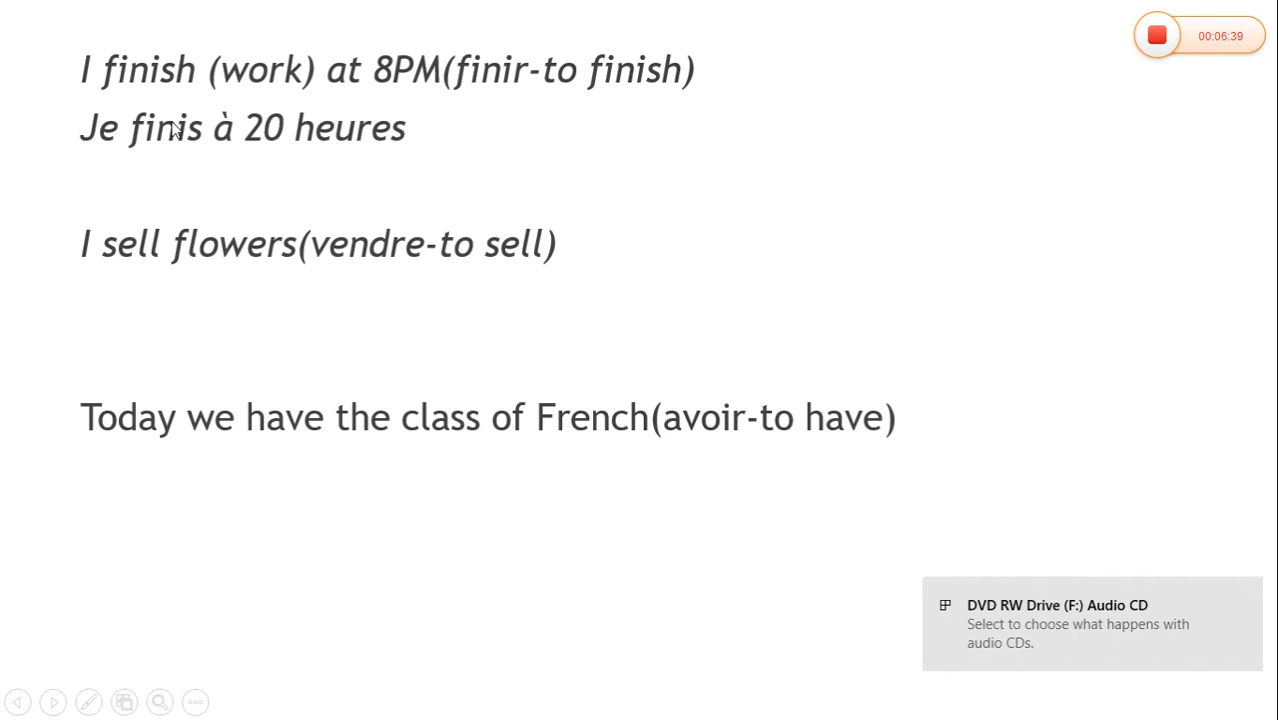 00:06:39
I finish (work) at 8PM(finir-to finish)
Je finis à 20 heures
I sell flowers(vendre-to sell)
Today we have the class of French(avoir-to have)
DVD RW Drive (F:) Audio CD
Select to choose what happens with
audio CDs.